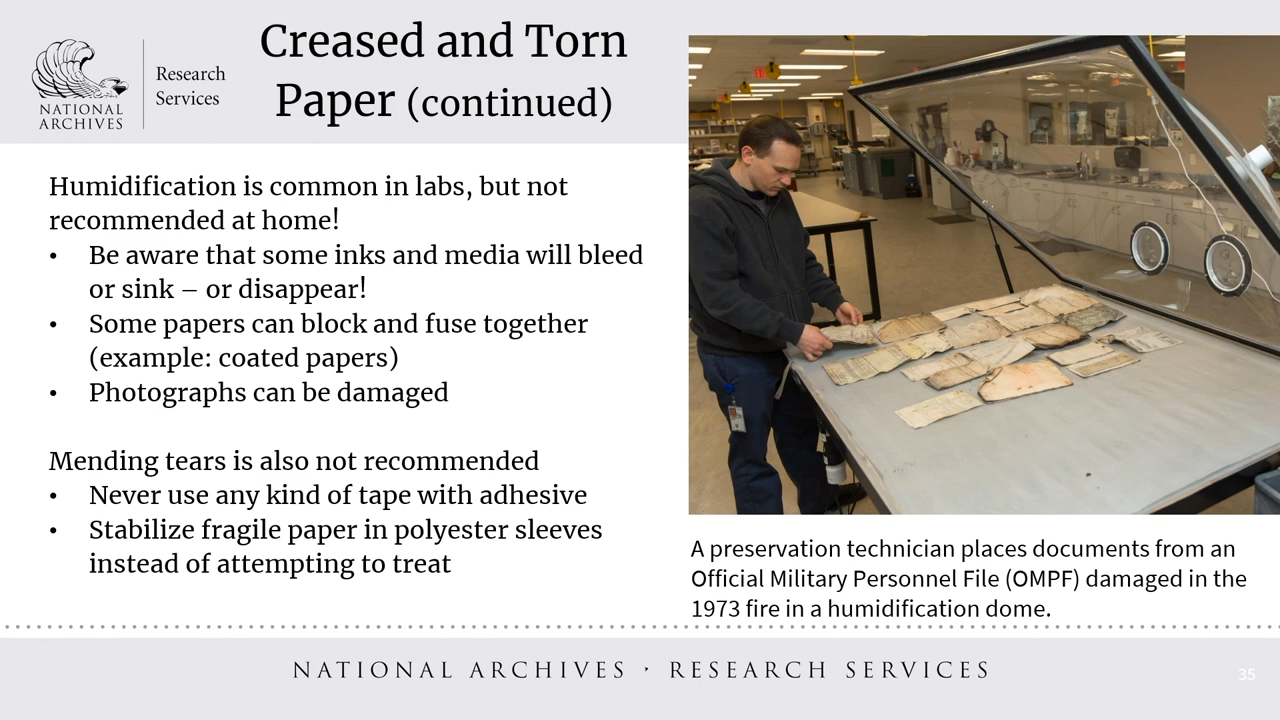 NATIONAL
ARCHIVES
Research
Services
Creased and Torn
Paper (continued)
Humidification is common in labs, but not
recommended at home!
• Be aware that some inks and media will bleed
or sink – or disappear!
• Some papers can block and fuse together
(example: coated papers)
• Photographs can be damaged
Mending tears is also not recommended
• Never use any kind of tape with adhesive
• Stabilize fragile paper in polyester sleeves
instead of attempting to treat
A preservation technician places documents from an
Official Military Personnel File (OMPF) damaged in the
1973 fire in a humidification dome.
NATIONAL ARCHIVES · RESEARCH SERVICES
35